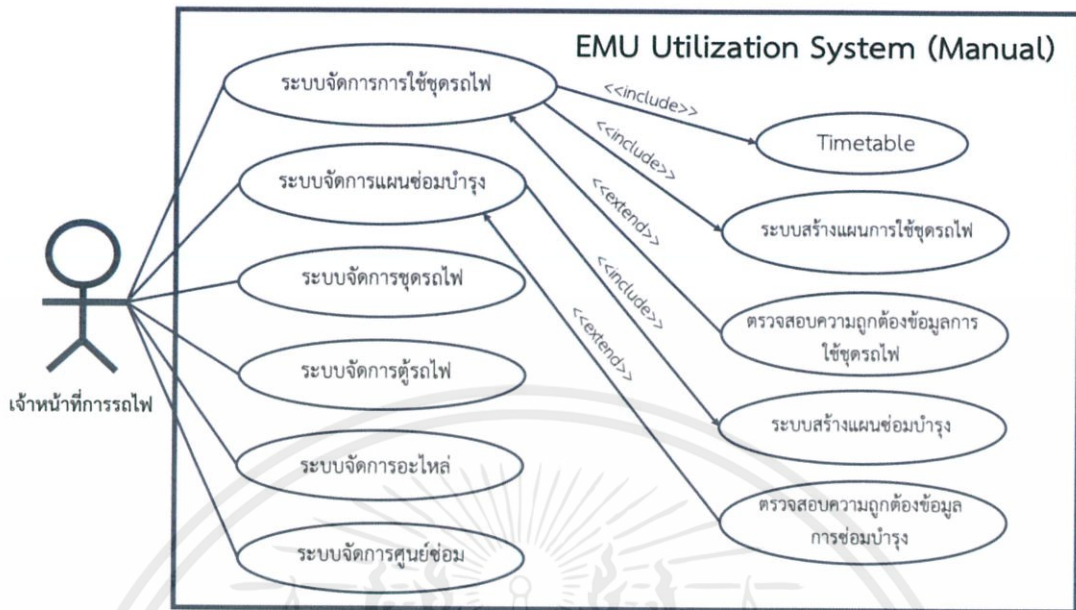 EMU Utilization System (Manual)
ระบบจัดการการใช้ชุดรถไฟ
<<include>>
Timetable
<<include>>
ระบบจัดการแผนซ่อมบำรุง
<<extend>>
ระบบสร้างแผนการใช้ชุดรถไฟ
ระบบจัดการชุดรถไฟ
<<include>>
<<extend>>
ตรวจสอบความถูกต้องข้อมูลการ
ใช้ชุดรถไฟ
ระบบจัดการตู้รถไฟ
เจ้าหน้าที่การรถไฟ
ระบบสร้างแผนซ่อมบำรุง
ระบบจัดการอะไหล่
ตรวจสอบความถูกต้องข้อมูล
การซ่อมบำรุง
ระบบจัดการศูนย์ซ่อม